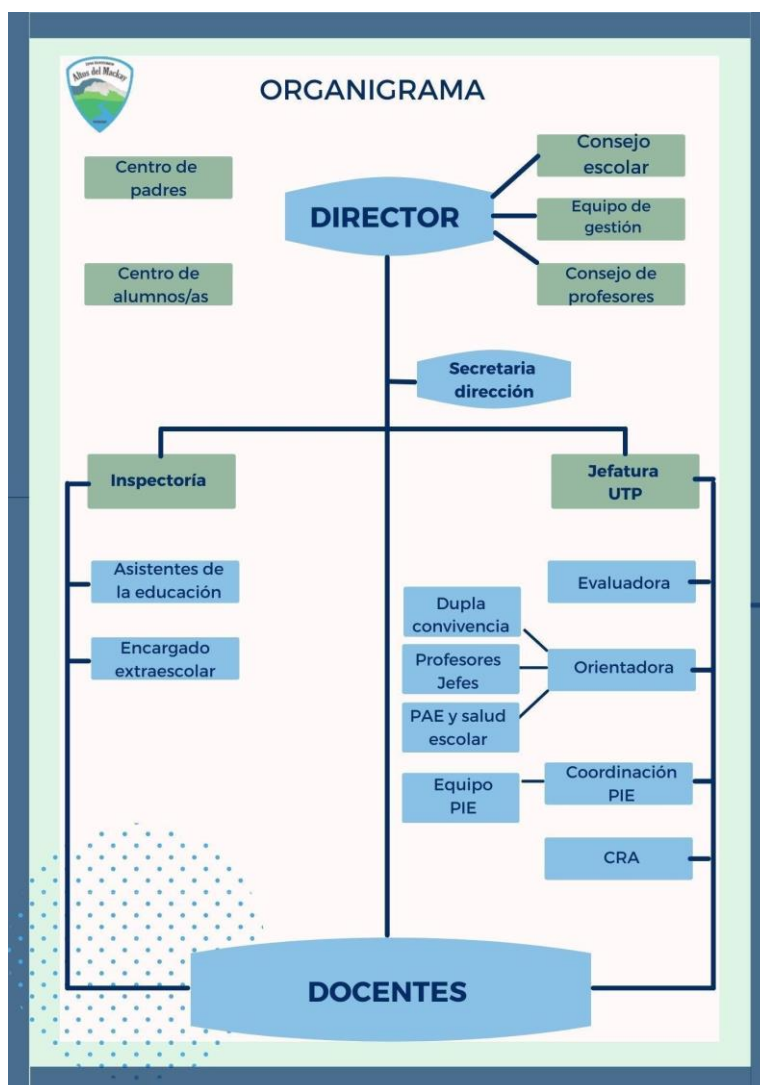 Altos del Mackay
ORGANIGRAMA
Centro de
padres
Centro de
alumnos/as
DIRECTOR
Consejo
escolar
Equipo de
gestión
Consejo de
profesores
Secretaria
dirección
Inspectoría
Jefatura
UTP
Asistentes de
la educación
Encargado
extraescolar
Evaluadora
Dupla
convivencia
Profesores
Jefes
PAE y salud
escolar
Orientadora
Equipo
PIE
Coordinación
PIE
CRA
DOCENTES